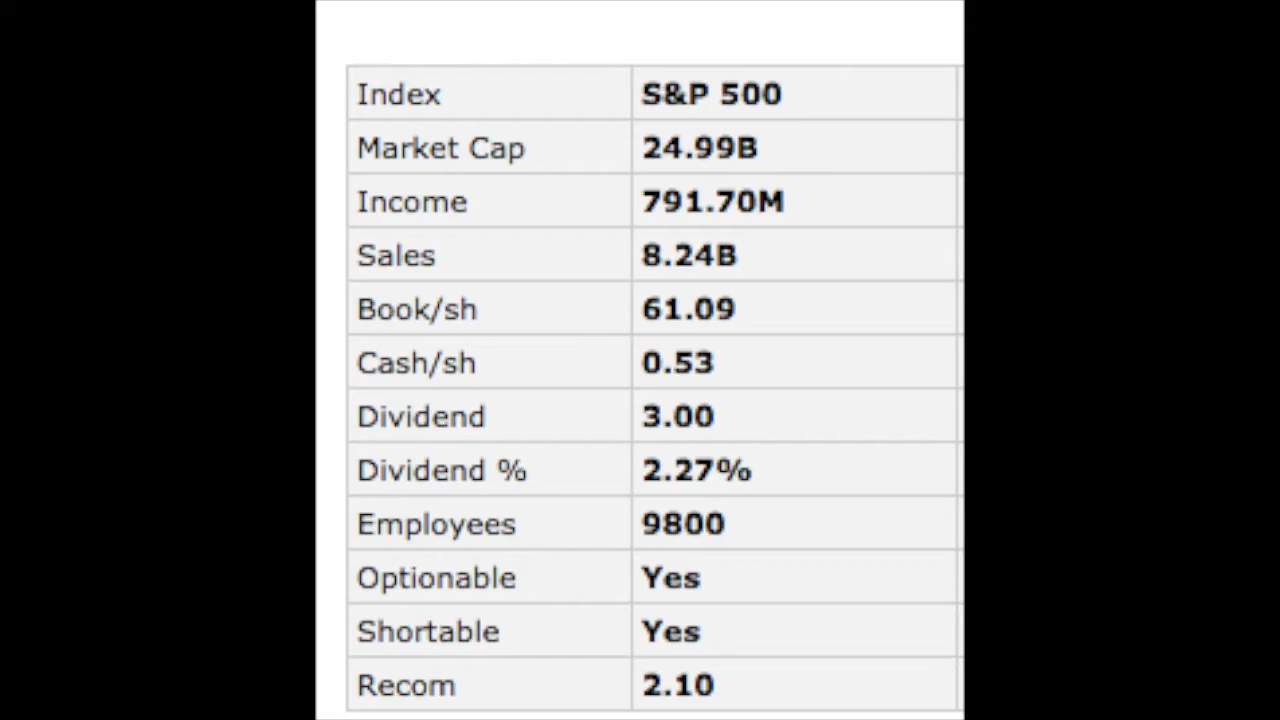 Index S&P 500
Market Cap 24.99B
Income 791.70M
Sales 8.24B
Book/sh 61.09
Cash/sh 0.53
Dividend 3.00
Dividend % 2.27%
Employees 9800
Optionable Yes
Shortable Yes
Recom 2.10